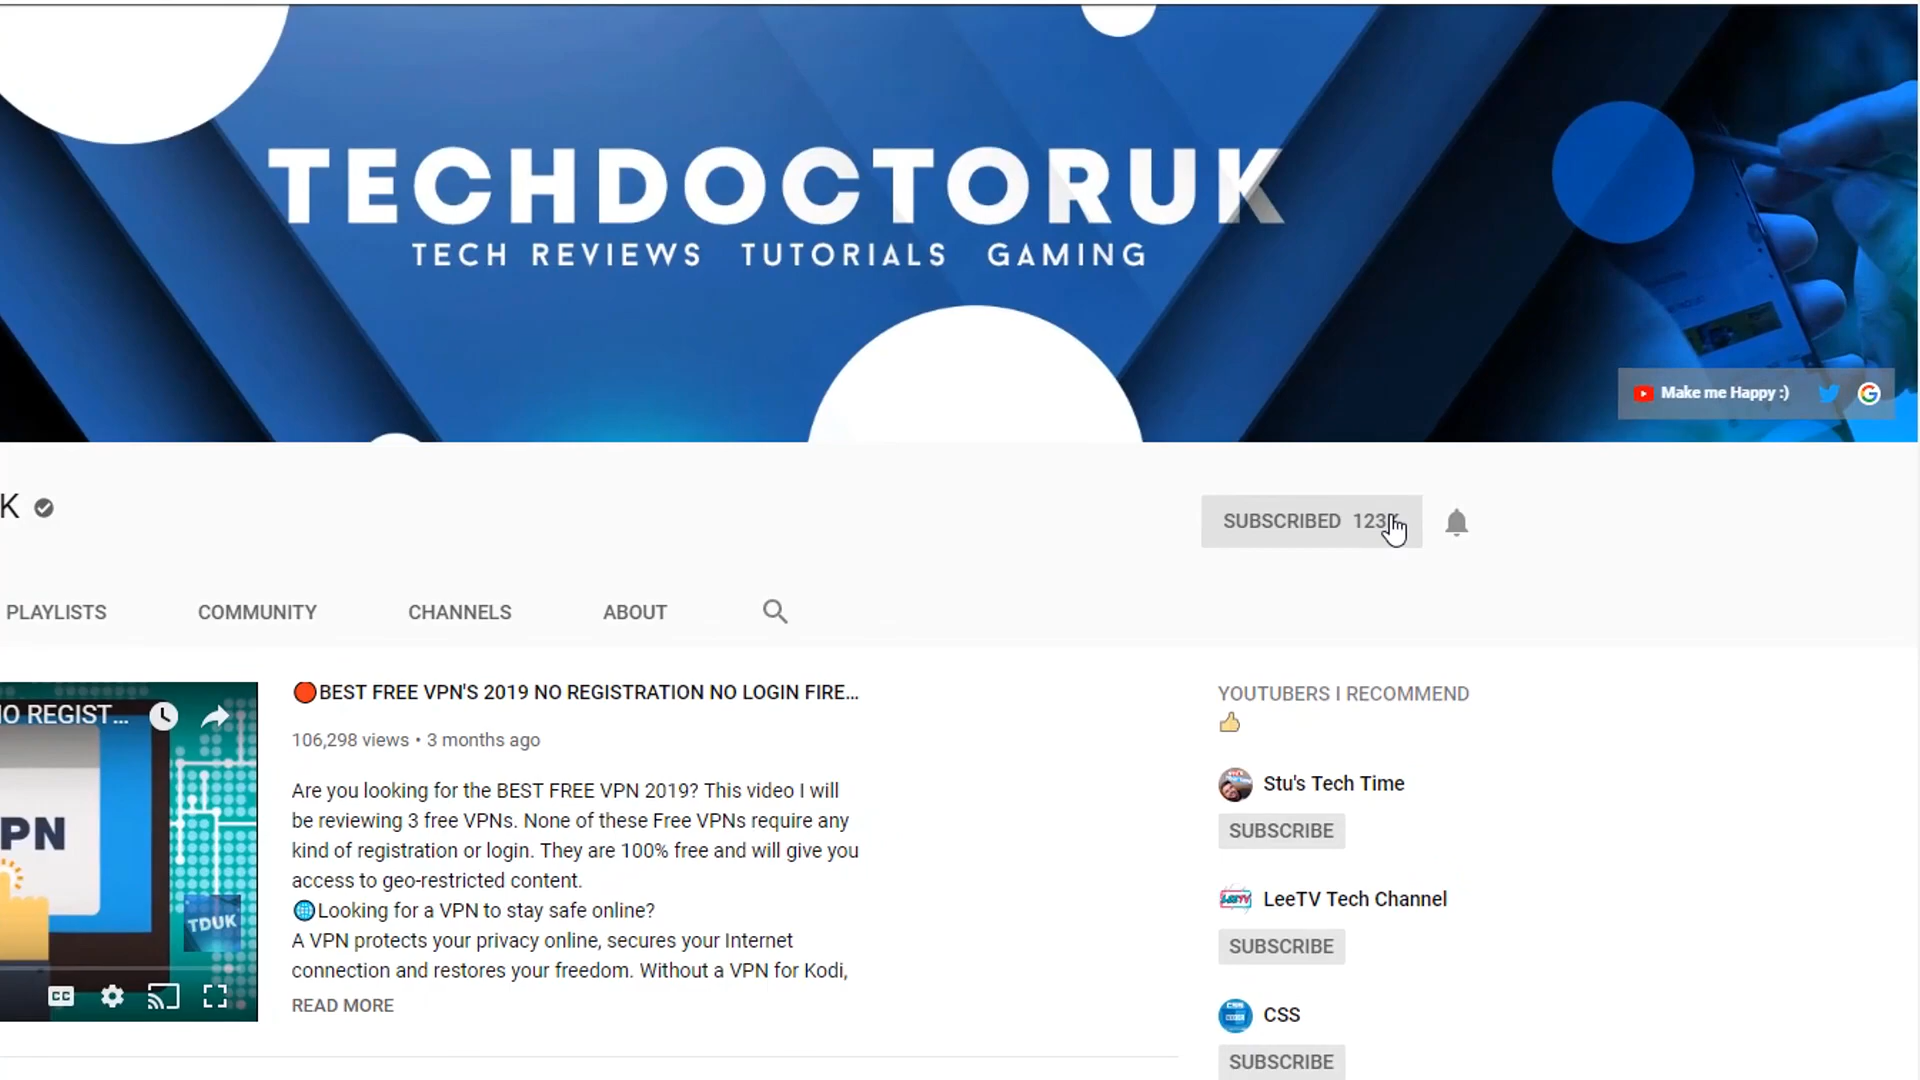 TECHDOCTORUK
TECH REVIEWS TUTORIALS GAMING
Make me Happy :)
K
SUBSCRIBED 123K
PLAYLISTS COMMUNITY CHANNELS ABOUT
NO REGIST...
PN
TDUK
CC
🔴BEST FREE VPN'S 2019 NO REGISTRATION NO LOGIN FIRE...
106,298 views • 3 months ago
Are you looking for the BEST FREE VPN 2019? This video I will
be reviewing 3 free VPNs. None of these Free VPNs require any
kind of registration or login. They are 100% free and will give you
access to geo-restricted content.
🌐Looking for a VPN to stay safe online?
A VPN protects your privacy online, secures your Internet
connection and restores your freedom. Without a VPN for Kodi,
READ MORE
YOUTUBERS I RECOMMEND
👍
Stu's Tech Time
SUBSCRIBE
LeeTV Tech Channel
SUBSCRIBE
CSS
SUBSCRIBE